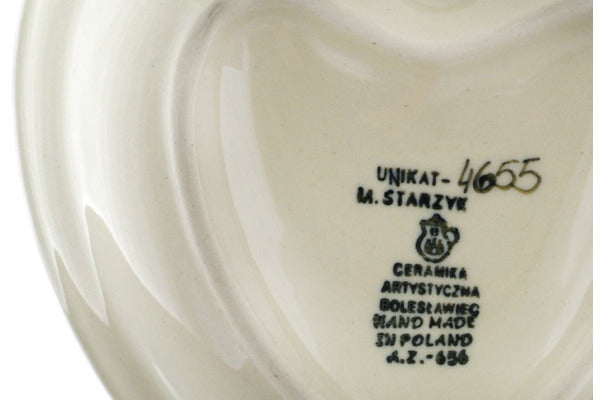 UNIKAT - 4655
M. STARZYK
CERAMIKA
ARTYSTYCZNA
BOLESŁAWIEC
HAND MADE
IN POLAND
A.Z.-656